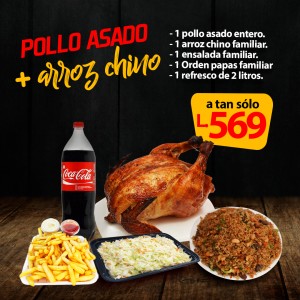 POLLO ASADO
+ arroz chino
- 1 pollo asado entero.
- 1 arroz chino familiar.
- 1 ensalada familiar.
- 1 Orden papas familiar
- 1 refresco de 2 litros.
a tan sólo
L.569
Coca-Cola